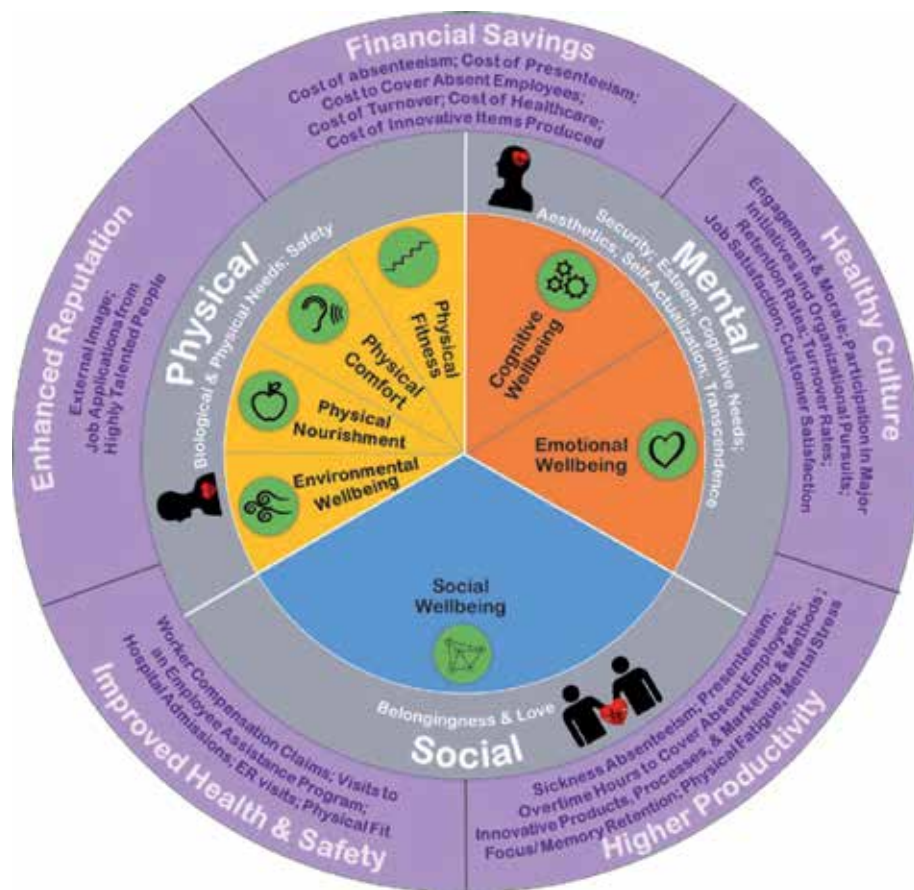 Financial Savings
Cost of absenteeism; Cost of Presenteeism;
Cost to Cover Absent Employees;
Cost of Turnover; Cost of Healthcare;
Cost of Innovative Items Produced
Healthy Culture
Engagement & Morale; Participation in Major
Initiatives and Organizational Pursuits;
Retention Rates; Turnover Rates;
Job Satisfaction; Customer Satisfaction
Higher Productivity
Sickness Absenteeism; Presenteeism;
Overtime Hours to Cover Absent Employees;
Innovative Products, Processes, & Marketing & Methods;
Focus/Memory Retention; Physical Fatigue; Mental Stress
Improved Health & Safety
Worker Compensation Claims; Visits to
an Employee Assistance Program;
Hospital Admissions; ER visits; Physical Fit
Enhanced Reputation
External Image;
Job Applications from
Highly Talented People
Physical
Biological & Physical Needs; Safety
Mental
Security; Esteem; Cognitive Needs;
Aesthetics; Self-Actualization; Transcendence
Social
Belongingness & Love
Physical
Fitness
Physical
Comfort
Physical
Nourishment
Environmental
Wellbeing
Cognitive
Wellbeing
Emotional
Wellbeing
Social
Wellbeing